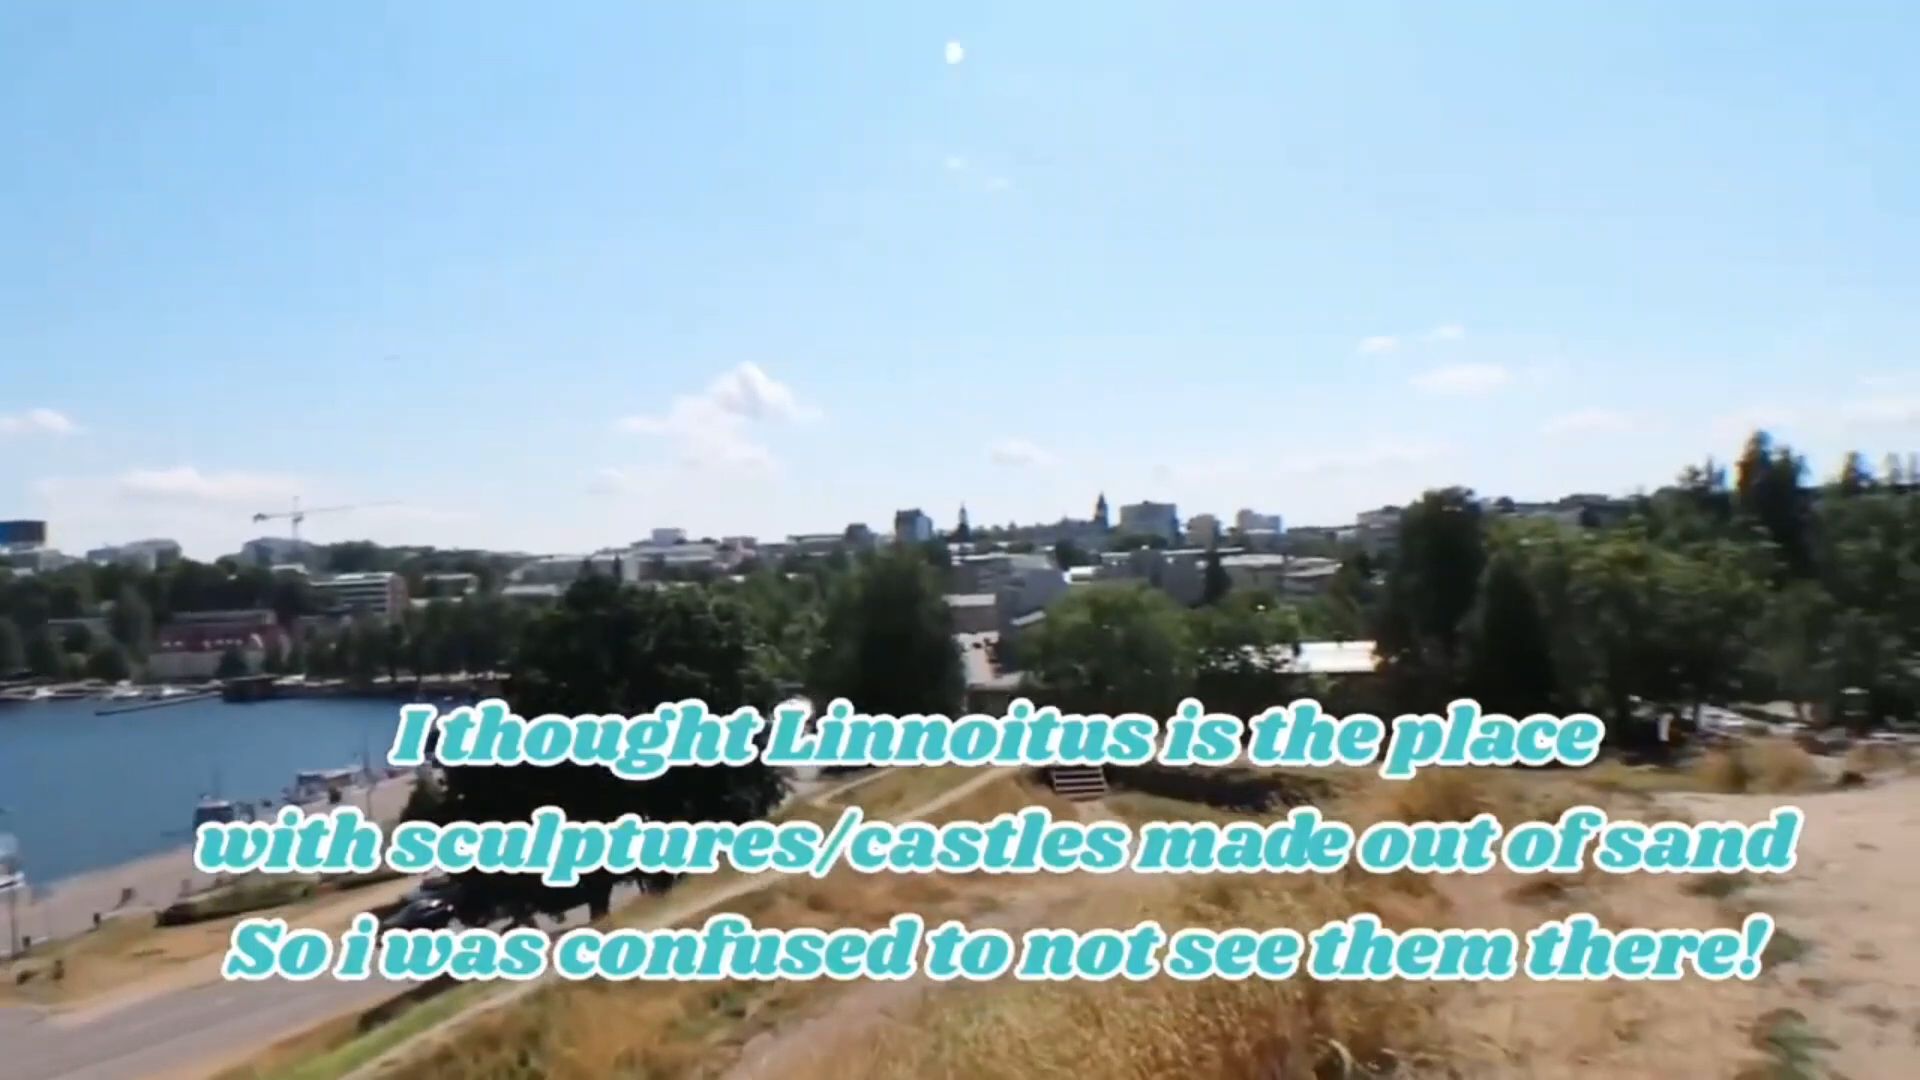 I thought Linnoitus is the place
with sculptures/castles made out of sand
So i was confused to not see them there!